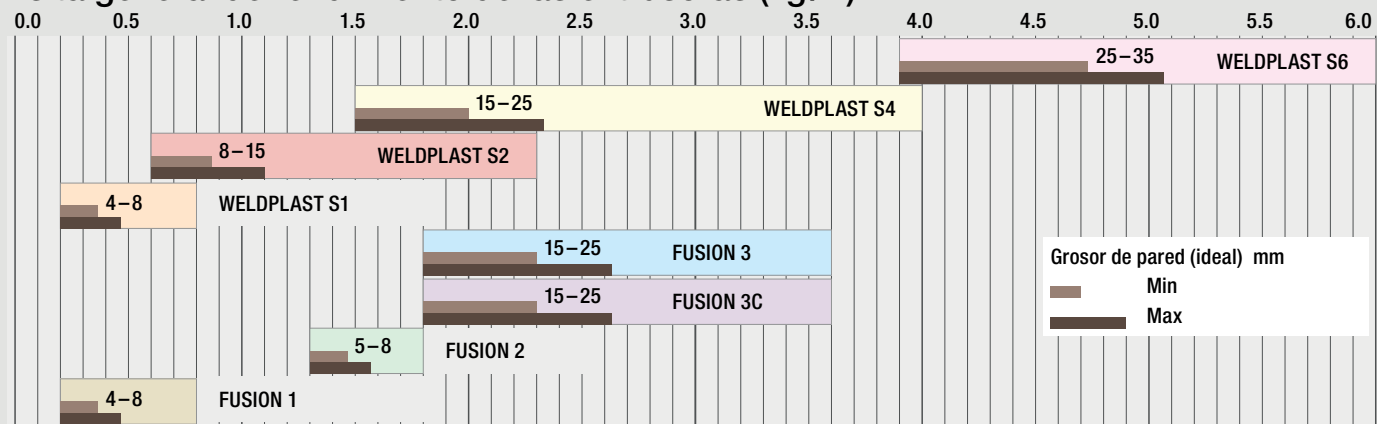 0.0 0.5 1.0 1.5 2.0 2.5 3.0 3.5 4.0 4.5 5.0 5.5 6.0
25–35 WELDPLAST S6
15–25 WELDPLAST S4
8–15 WELDPLAST S2
4–8 WELDPLAST S1
15–25 FUSION 3
Grosor de pared (ideal) mm
Min
Max
15–25 FUSION 3C
5–8 FUSION 2
4–8 FUSION 1